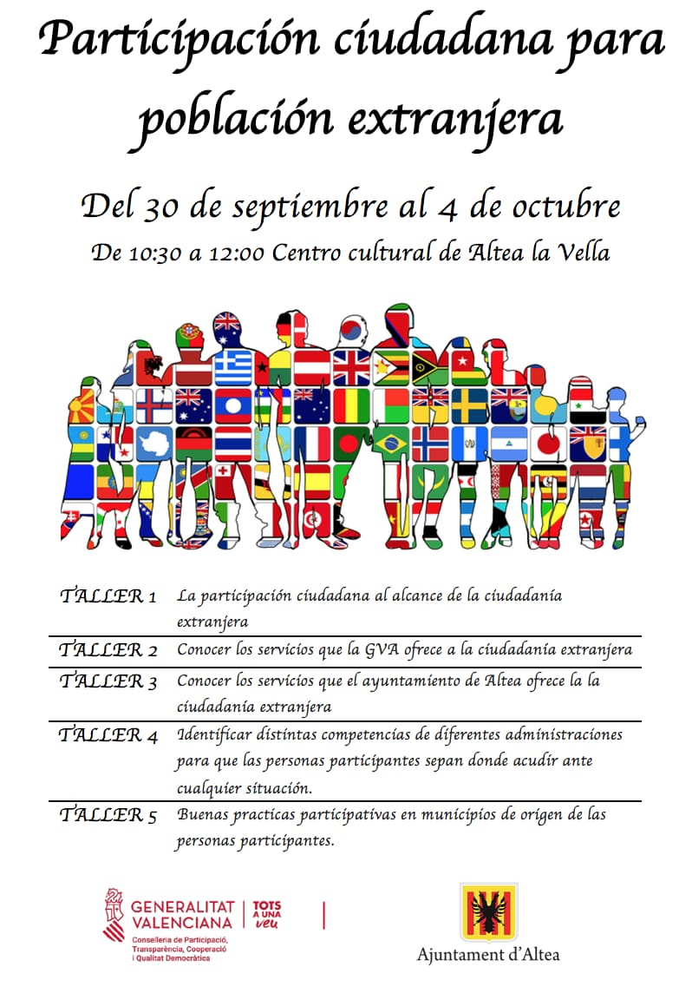 Participación ciudadana para
población extranjera
Del 30 de septiembre al 4 de octubre
De 10:30 a 12:00 Centro cultural de Altea la Vella
TALLER 1 La participación ciudadana al alcance de la ciudadanía
extranjera
TALLER 2 Conocer los servicios que la GVA ofrece a la ciudadanía extranjera
TALLER 3 Conocer los servicios que el ayuntamiento de Altea ofrece la la
ciudadanía extranjera
TALLER 4 Identificar distintas competencias de diferentes administraciones
para que las personas participantes sepan donde acudir ante
cualquier situación.
TALLER 5 Buenas practicas participativas en municipios de origen de las
personas participantes.
GENERALITAT
VALENCIANA
Conselleria de Participació,
Transparència, Cooperació
i Qualitat Democràtica
TOTS
A UNA
veu
Ajuntament d'Altea